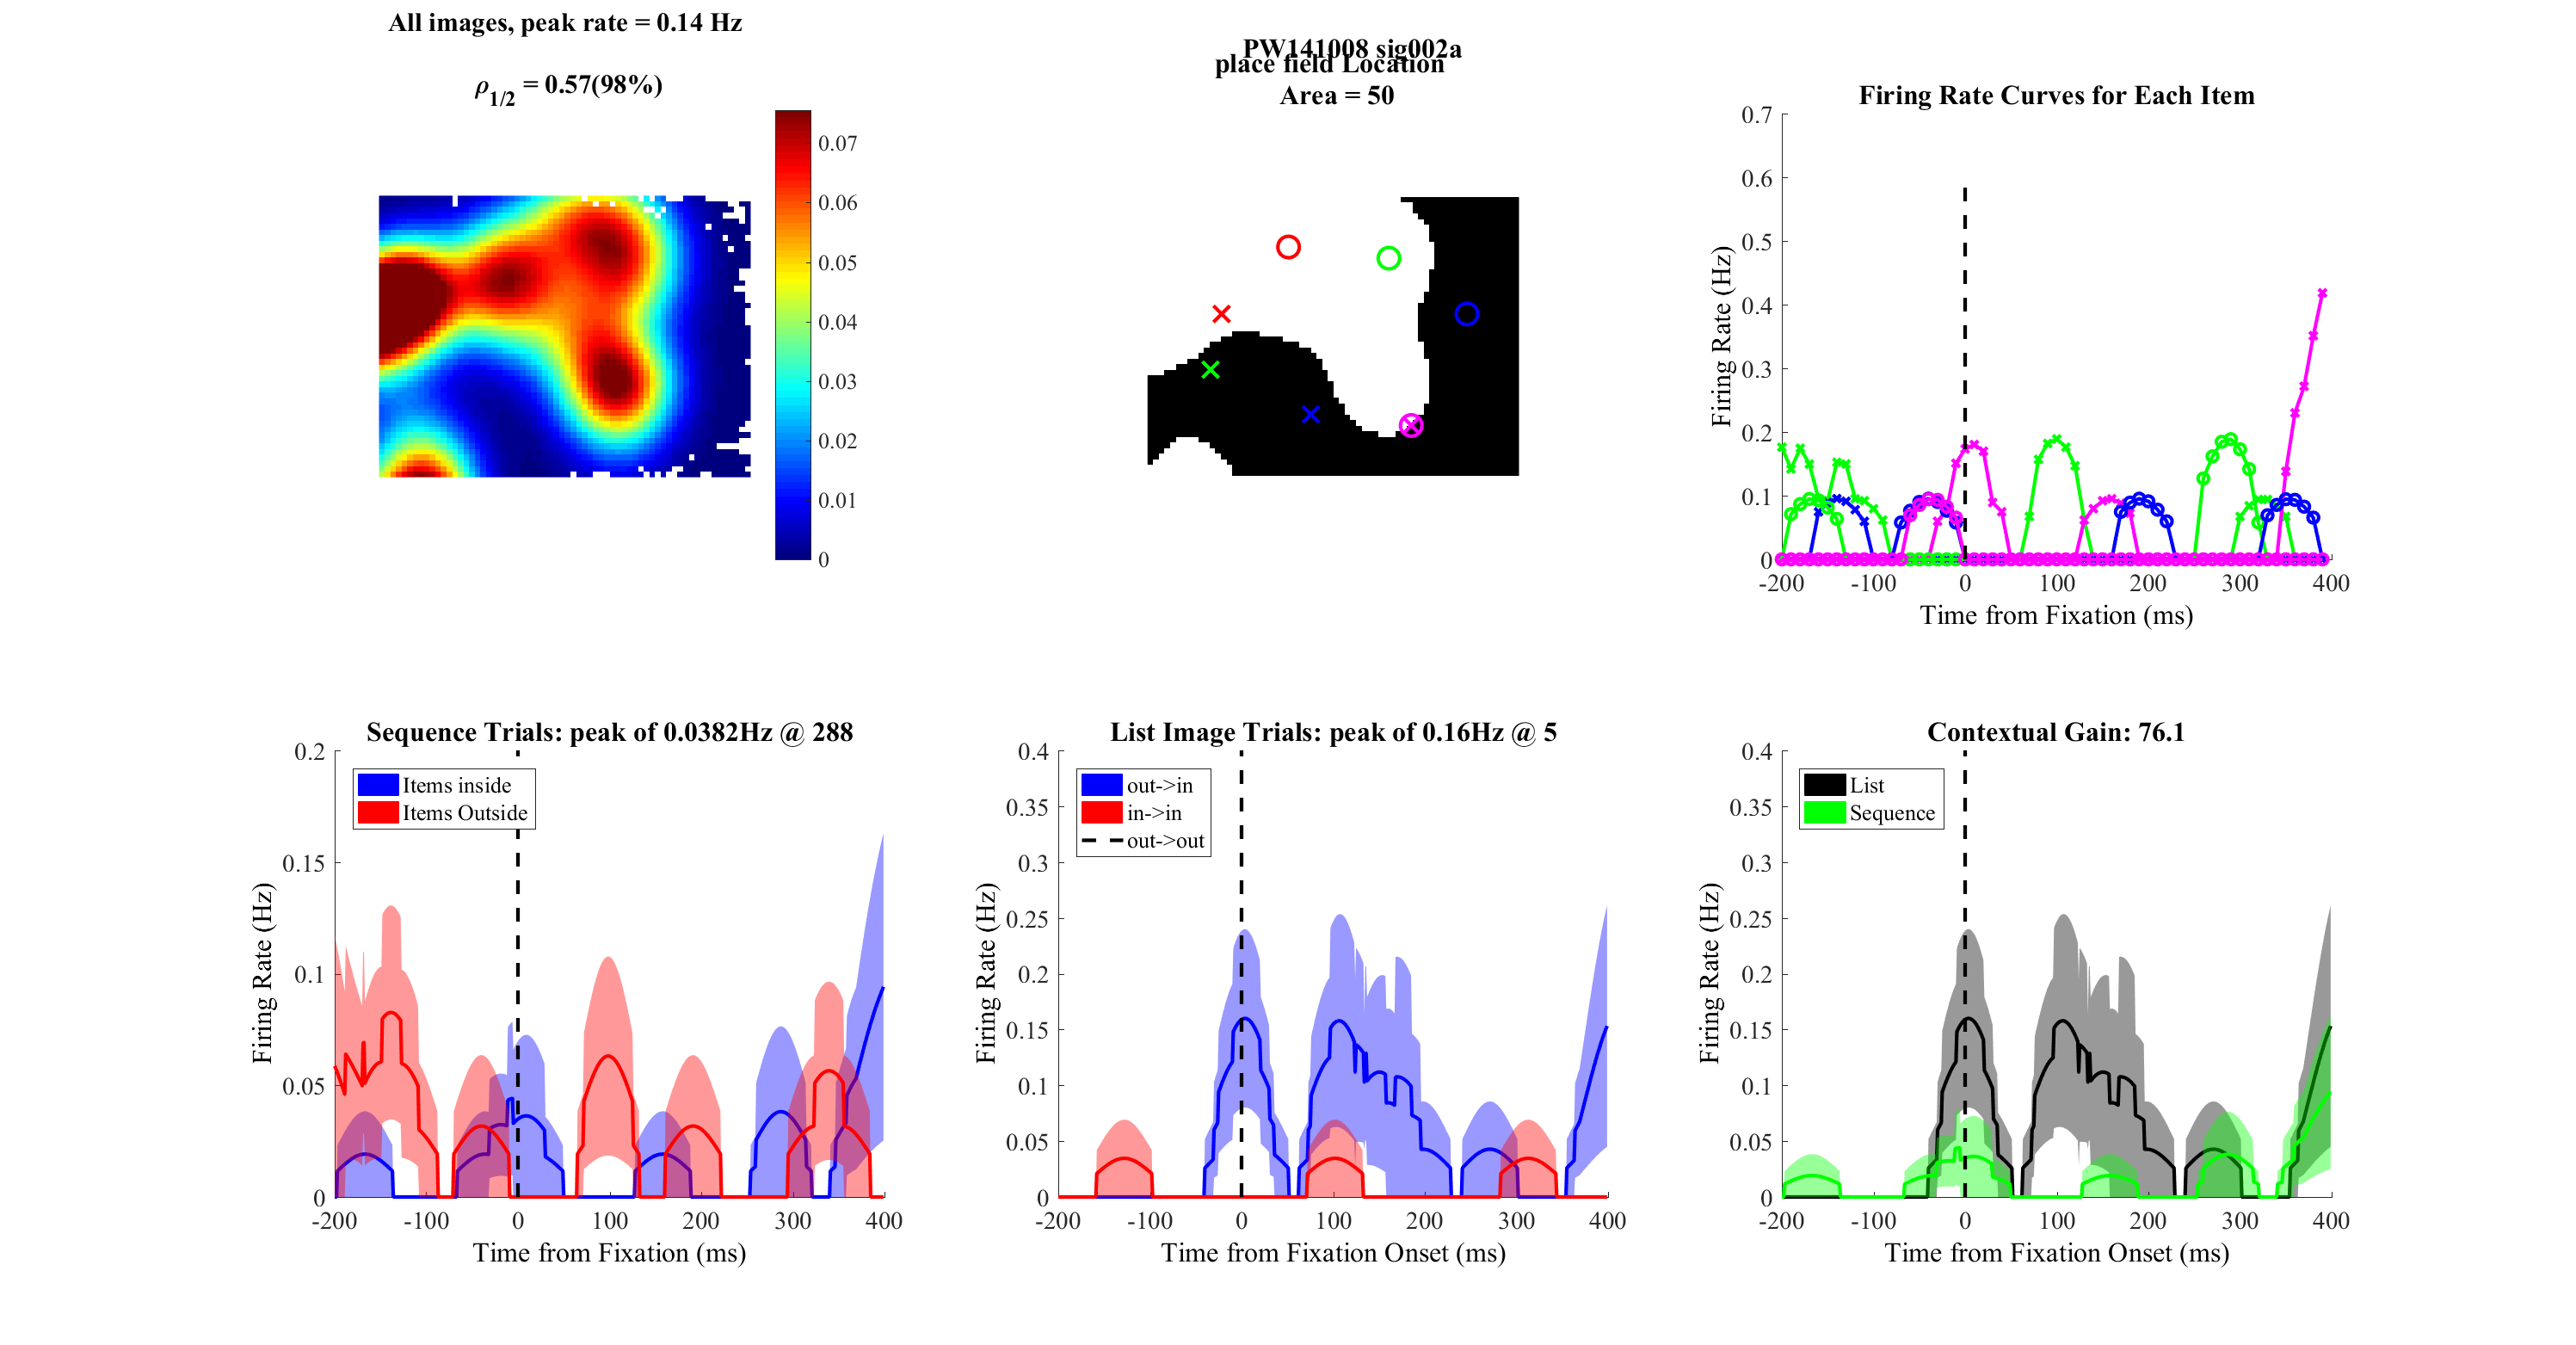 All images, peak rate = 0.14 Hz
ρ1/2 = 0.57(98%)
0.07
0.06
0.05
0.04
0.03
0.02
0.01
0
PW141008 sig002a
place field Location
Area = 50
Firing Rate Curves for Each Item
0.7
0.6
0.5
0.4
0.3
0.2
0.1
0
Firing Rate (Hz)
-200 -100 0 100 200 300 400
Time from Fixation (ms)
Sequence Trials: peak of 0.0382Hz @ 288
Items inside
Items Outside
0.2
0.15
0.1
0.05
0
Firing Rate (Hz)
-200 -100 0 100 200 300 400
Time from Fixation (ms)
List Image Trials: peak of 0.16Hz @ 5
out->in
in->in
out->out
0.4
0.35
0.3
0.25
0.2
0.15
0.1
0.05
0
Firing Rate (Hz)
-200 -100 0 100 200 300 400
Time from Fixation Onset (ms)
Contextual Gain: 76.1
List
Sequence
0.4
0.35
0.3
0.25
0.2
0.15
0.1
0.05
0
Firing Rate (Hz)
-200 -100 0 100 200 300 400
Time from Fixation Onset (ms)